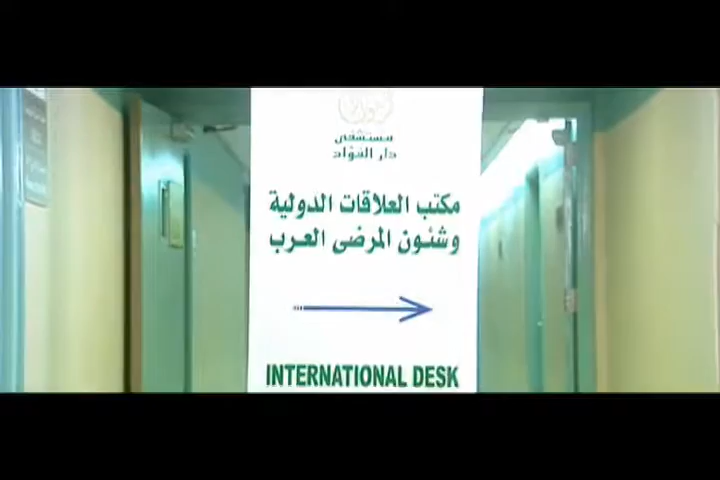 مستشفى
دار الفؤاد
مكتب العلاقات الدولية
وشئون المرضى العرب
INTERNATIONAL DESK